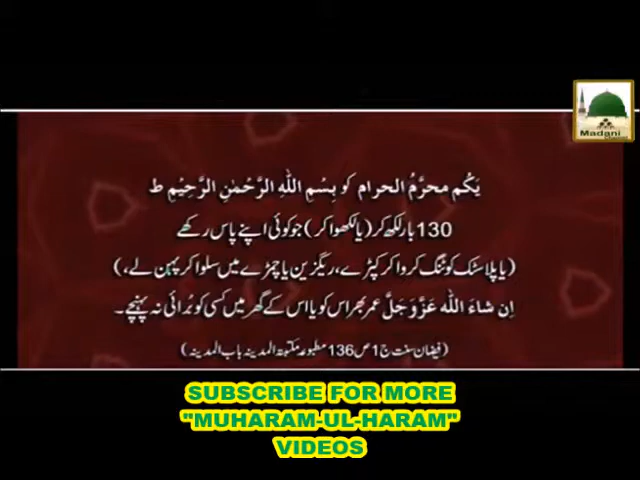 Madani
یَکُم محرَّمُ الحرام کو بِسْمِ اللهِ الرَّحْمٰنِ الرَّحِیْمِ ط
130 بار لکھ کر (یا لکھوا کر) جو کوئی اپنے پاس رکھے
(یا پلاسٹک کوٹنگ کروا کر کپڑے، ریگزین یا چمڑے میں سلوا کر پہن لے،)
اِن شاءَ اللہ عَزَّوَجَلَّ عمر بھر اس کو یا اس کے گھر میں کسی کو بُرائی نہ پہنچے۔
(فیضان سنت ج 1 ص 136 مطبوعہ مکتبۃ المدینہ باب المدینہ)
SUBSCRIBE FOR MORE
"MUHARAM-UL-HARAM"
VIDEOS